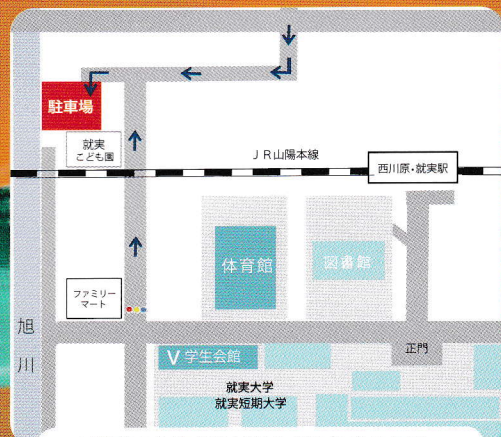 駐車場
就実
こども園
JR山陽本線
西川原・就実駅
体育館
図書館
ファミリー
マート
旭川
正門
V 学生会館
就実大学
就実短期大学